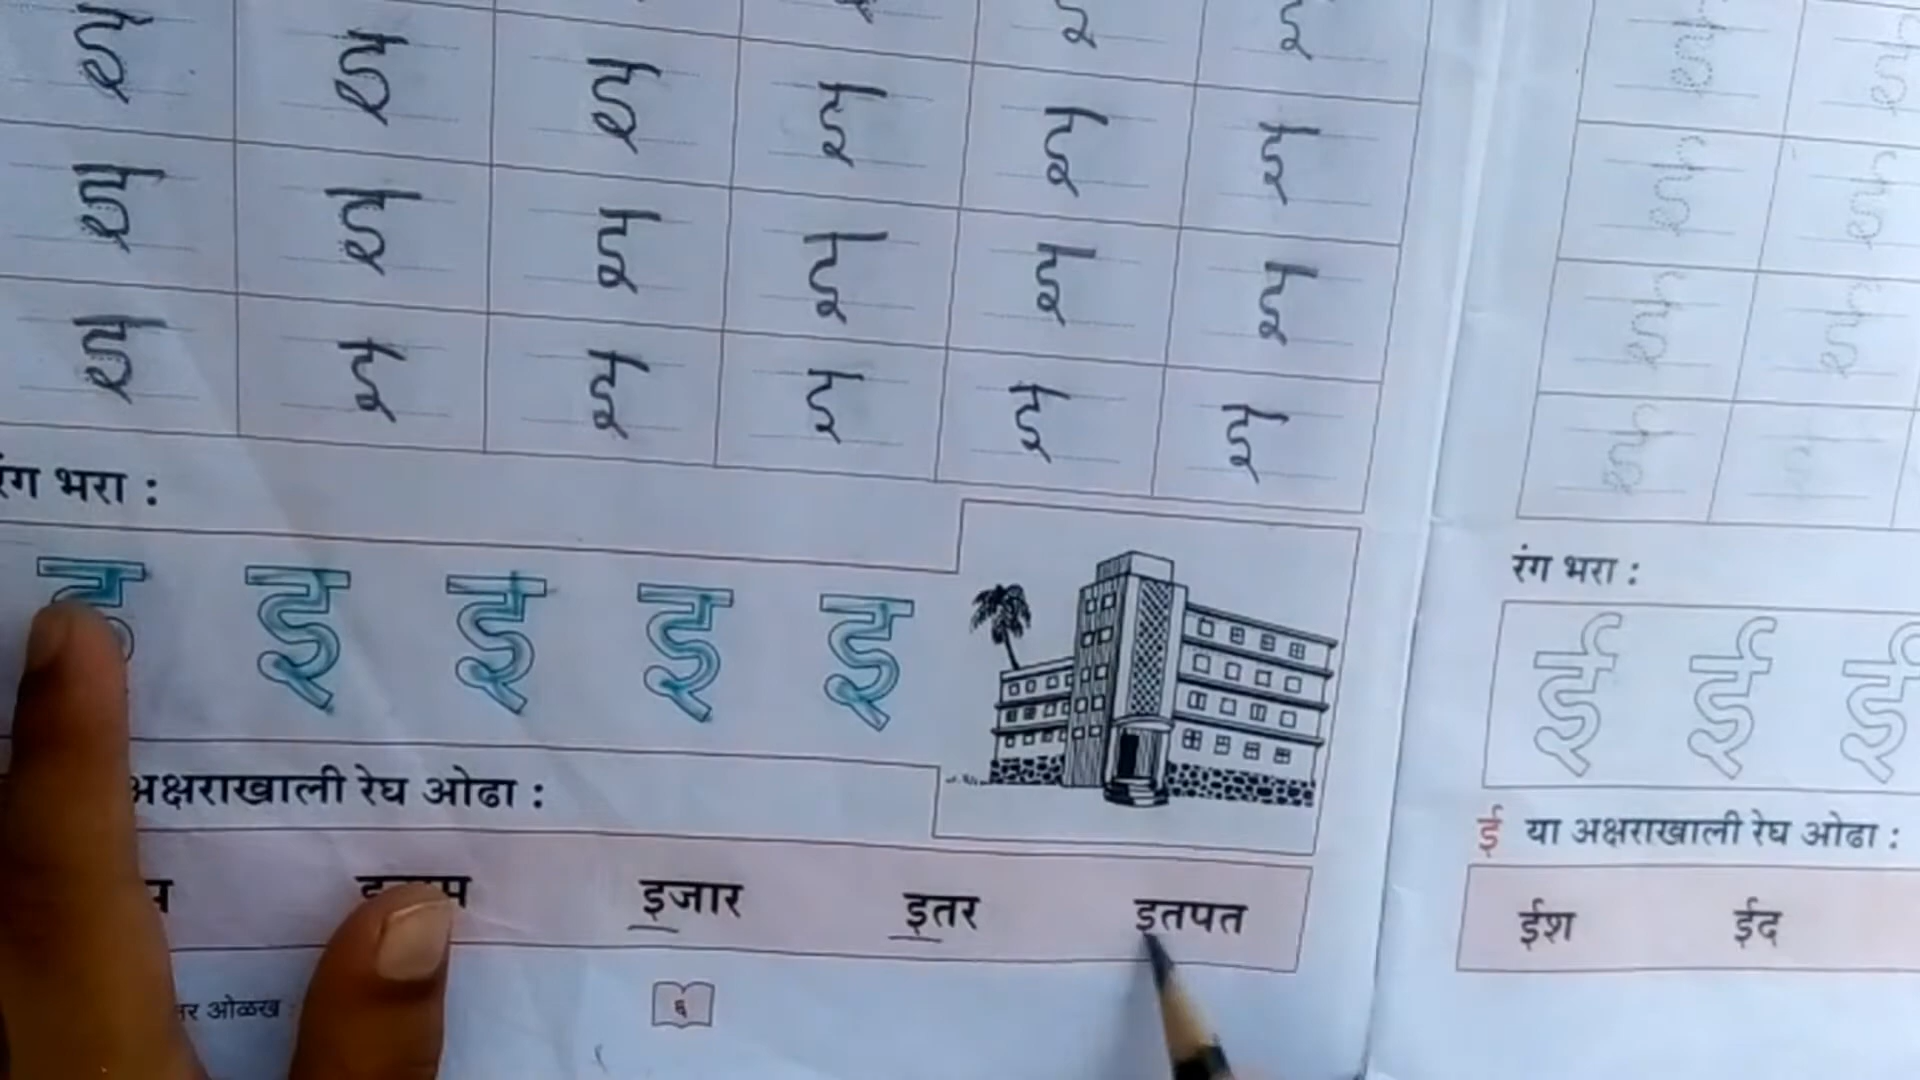 इ इ इ इ इ इ
इ इ इ इ इ इ
इ इ इ इ इ इ
इ इ इ इ इ इ
रंग भरा :
इ इ इ इ इ
अक्षराखाली रेघ ओढा :
इजार इतर इतपत
ओळख
६
रंग भरा :
ई ई ई
ई या अक्षराखाली रेघ ओढा :
ईश ईद